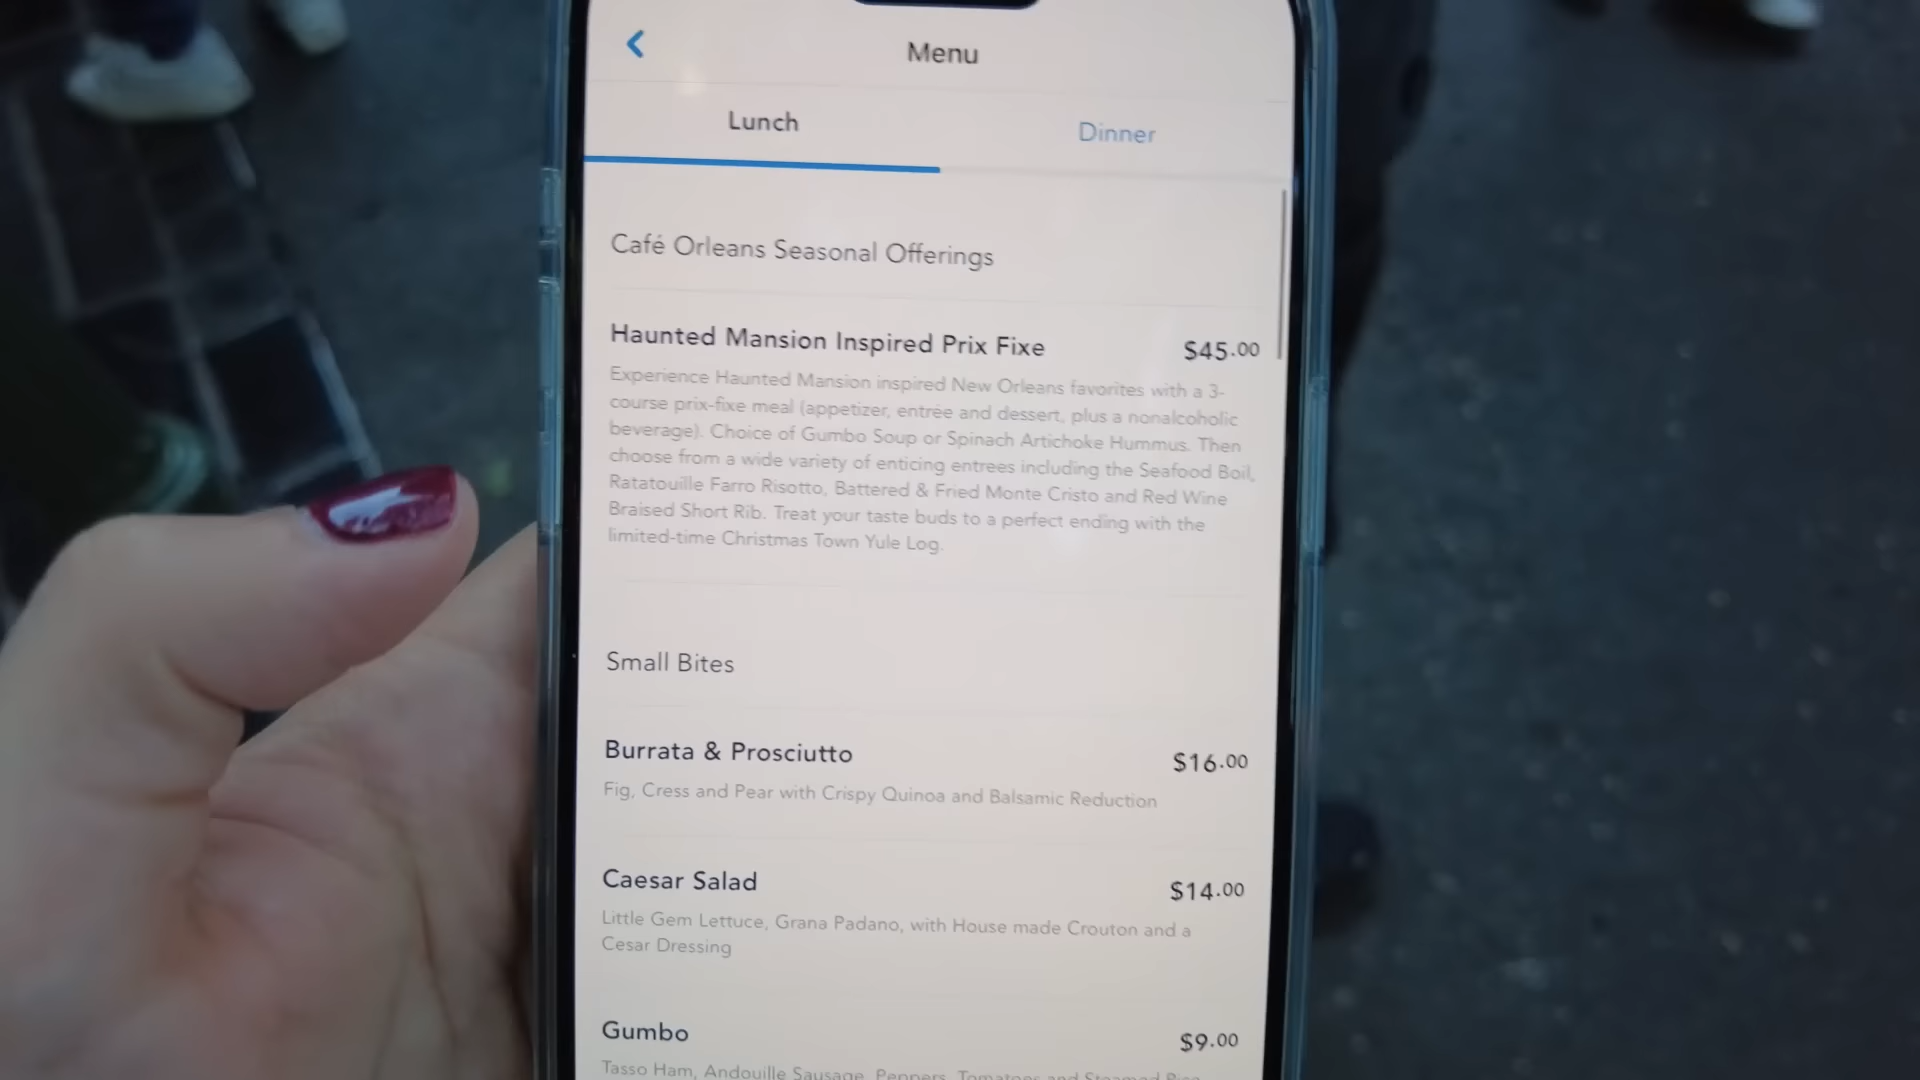 Menu
Lunch
Dinner
Café Orleans Seasonal Offerings
Haunted Mansion Inspired Prix Fixe
$45.00
Experience Haunted Mansion inspired New Orleans favorites with a 3-
course prix-fixe meal (appetizer, entrée and dessert, plus a nonalcoholic
beverage). Choice of Gumbo Soup or Spinach Artichoke Hummus. Then
choose from a wide variety of enticing entrees including the Seafood Boil,
Ratatouille Farro Risotto, Battered & Fried Monte Cristo and Red Wine
Braised Short Rib. Treat your taste buds to a perfect ending with the
limited-time Christmas Town Yule Log.
Small Bites
Burrata & Prosciutto
$16.00
Fig, Cress and Pear with Crispy Quinoa and Balsamic Reduction
Caesar Salad
$14.00
Little Gem Lettuce, Grana Padano, with House made Crouton and a
Cesar Dressing
Gumbo
$9.00
Tasso Ham, Andouille Sausage, Peppers, Tomatoes and Steamed Rice